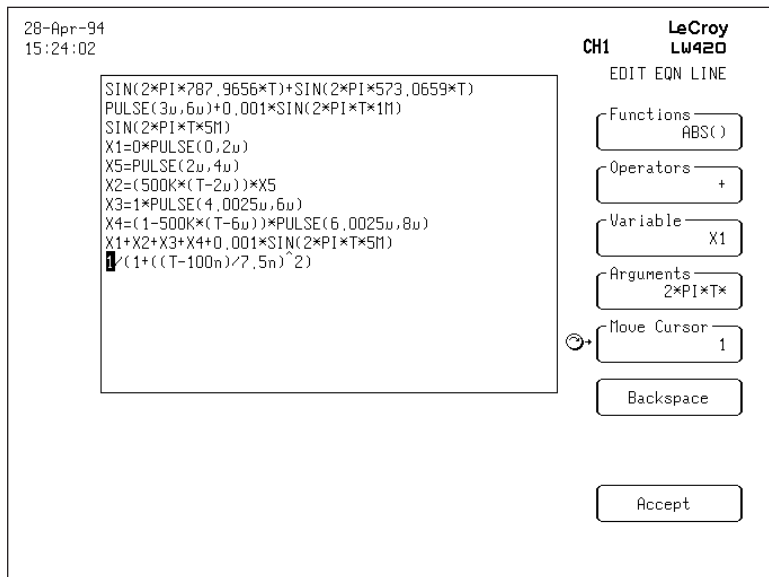 28-Apr-94
15:24:02
CH1
LeCroy
LW420
EDIT EQN LINE
SIN(2*PI*787.9656*T)+SIN(2*PI*573.0659*T)
PULSE(3u,6u)+0.001*SIN(2*PI*T*1M)
SIN(2*PI*T*5M)
X1=0*PULSE(0,2u)
X5=PULSE(2u,4u)
X2=(500K*(T-2u))*X5
X3=1*PULSE(4.0025u,6u)
X4=(1-500K*(T-6u))*PULSE(6.0025u,8u)
X1+X2+X3+X4+0.001*SIN(2*PI*T*5M)
1/(1+((T-100n)/7.5n)^2)
Functions
ABS()
Operators
+
Variable
X1
Arguments
2*PI*T*
Move Cursor
1
Backspace
Accept